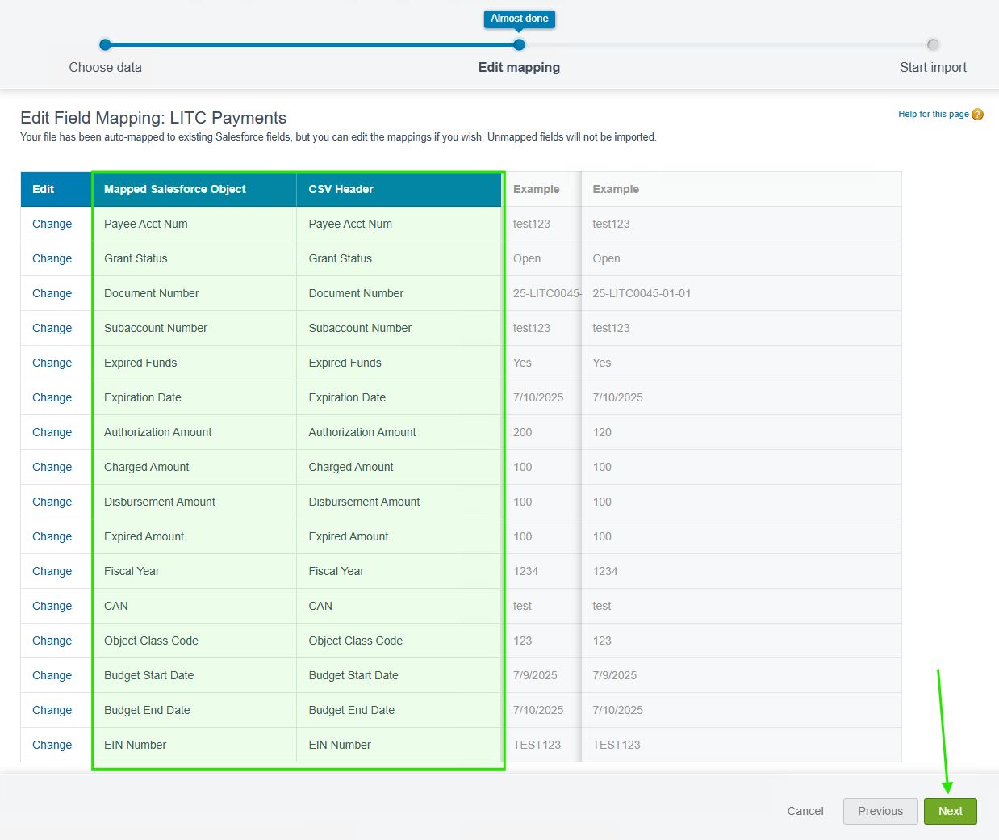 Almost done
Choose data Edit mapping Start import
Edit Field Mapping: LITC Payments
Help for this page ?
Your file has been auto-mapped to existing Salesforce fields, but you can edit the mappings if you wish. Unmapped fields will not be imported.
Edit Mapped Salesforce Object CSV Header Example Example
Change Payee Acct Num Payee Acct Num test123 test123
Change Grant Status Grant Status Open Open
Change Document Number Document Number 25-LITC0045- 25-LITC0045-01-01
Change Subaccount Number Subaccount Number test123 test123
Change Expired Funds Expired Funds Yes Yes
Change Expiration Date Expiration Date 7/10/2025 7/10/2025
Change Authorization Amount Authorization Amount 200 120
Change Charged Amount Charged Amount 100 100
Change Disbursement Amount Disbursement Amount 100 100
Change Expired Amount Expired Amount 100 100
Change Fiscal Year Fiscal Year 1234 1234
Change CAN CAN test test
Change Object Class Code Object Class Code 123 123
Change Budget Start Date Budget Start Date 7/9/2025 7/9/2025
Change Budget End Date Budget End Date 7/10/2025 7/10/2025
Change EIN Number EIN Number TEST123 TEST123
Cancel Previous Next